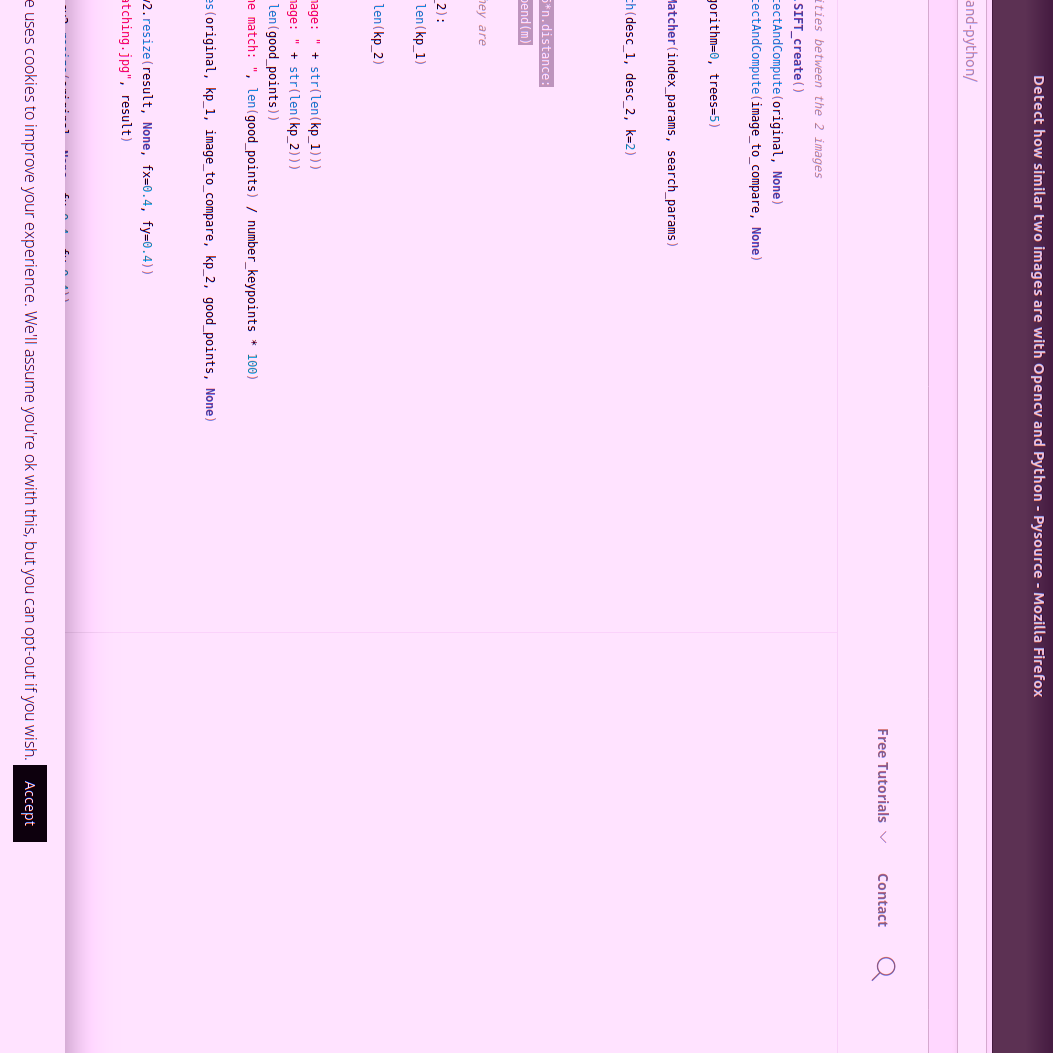 Detect how similar two images are with Opencv and Python - Pysource - Mozilla Firefox
and-python/
Free Tutorials Contact
ities between the 2 images
SIFT_create()
ectAndCompute(original, None)
ectAndCompute(image_to_compare, None)
gorithm=0, trees=5)
Matcher(index_params, search_params)
ch(desc_1, desc_2, k=2)
*n.distance:
pend(m)
hey are
_2):
len(kp_1)
len(kp_2)
mage: " + str(len(kp_1)))
mage: " + str(len(kp_2)))
len(good_points))
he match: ", len(good_points) / number_keypoints * 100)
es(original, kp_1, image_to_compare, kp_2, good_points, None)
v2.resize(result, None, fx=0.4, fy=0.4))
atching.jpg", result)
e uses cookies to improve your experience. We'll assume you're ok with this, but you can opt-out if you wish. Accept